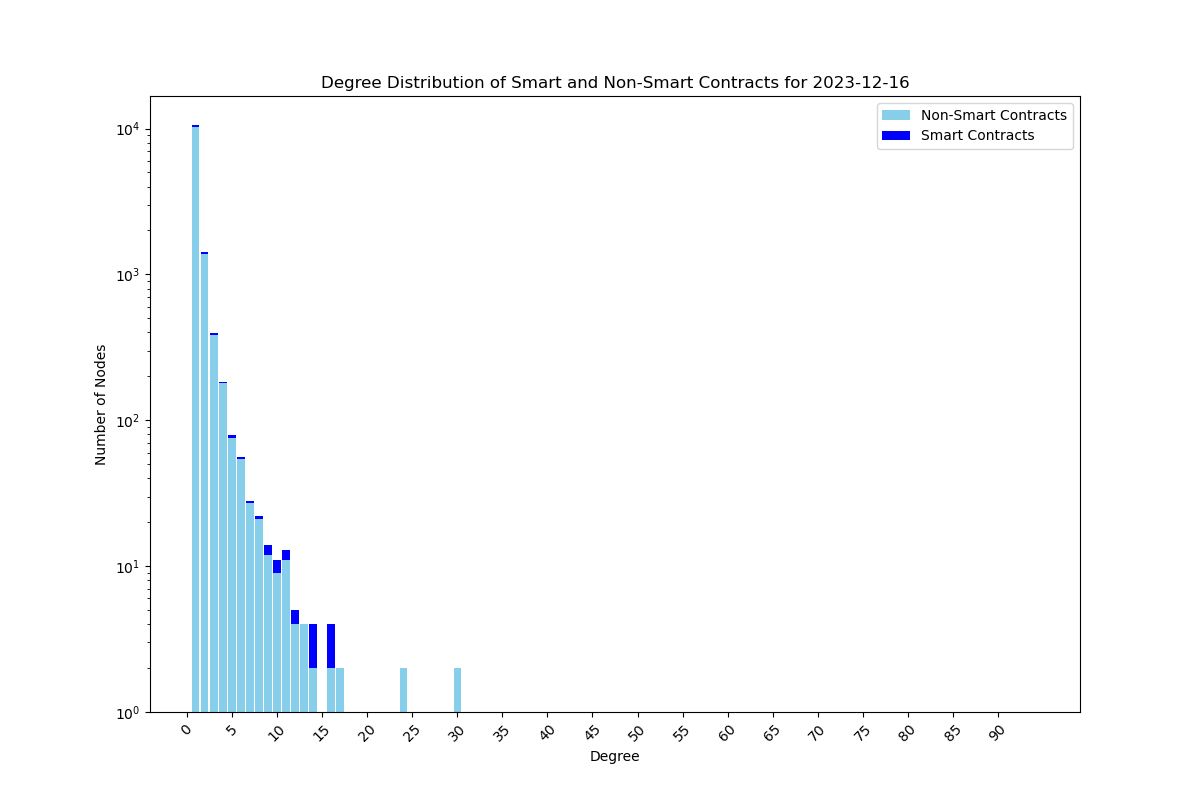 Degree Distribution of Smart and Non-Smart Contracts for 2023-12-16
Non-Smart Contracts
Smart Contracts
10⁴
10³
10²
10¹
10⁰
Number of Nodes
0 5 10 15 20 25 30 35 40 45 50 55 60 65 70 75 80 85 90
Degree